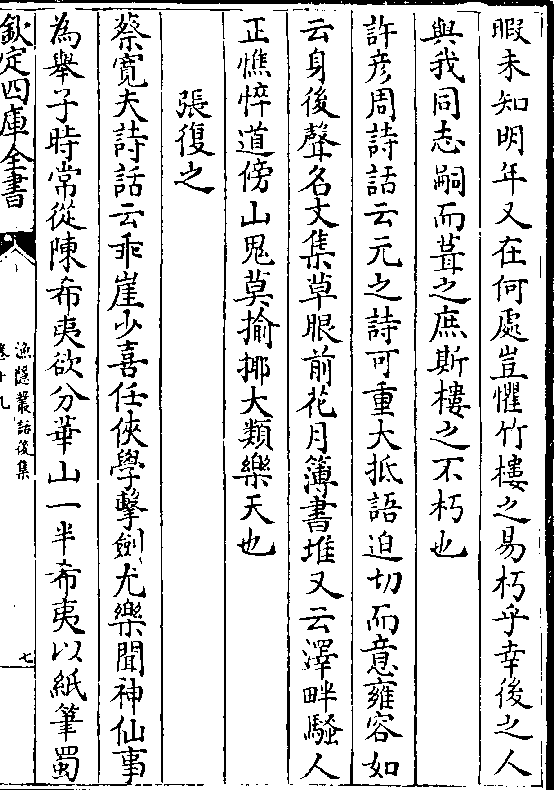 暇未知明年又在何處豈懼竹樓之易朽乎幸後之人
與我同志嗣而葺之庶斯樓之不朽也
許彦周詩話云元之詩可重大抵語迫切而意雍容如
云身後聲名文集草眼前花月簿書堆又云澤畔騷人
正憔悴道傍山鬼莫揄揶大類樂天也
張復之
蔡寛夫詩話云乖崖少喜任俠學擊劍尤樂聞神仙事
為舉子時常從陳希夷欲分華山一半希夷以紙筆蜀
欽定四庫全書
漁隱叢話後集
卷十九
七